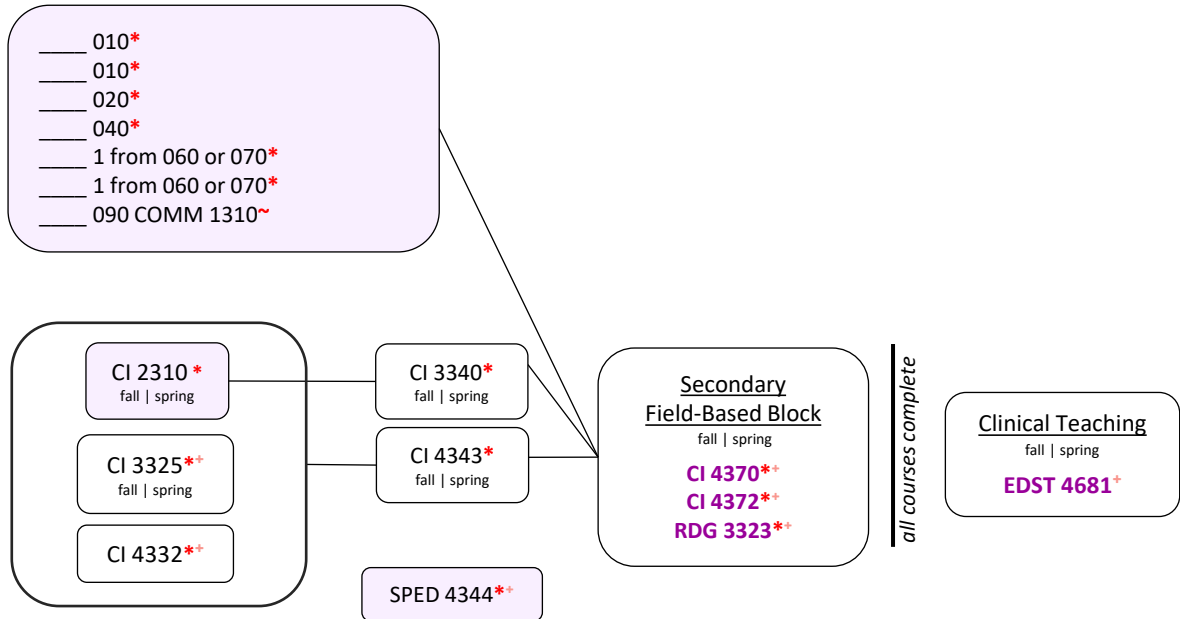 ____ 010*
____ 010*
____ 020*
____ 040*
____ 1 from 060 or 070*
____ 1 from 060 or 070*
____ 090 COMM 1310~
CI 2310 *
fall | spring
CI 3325*+
fall | spring
CI 4332*+
CI 3340*
fall | spring
CI 4343*
fall | spring
SPED 4344*+
Secondary
Field-Based Block
fall | spring
CI 4370*+
CI 4372*+
RDG 3323*+
all courses complete
Clinical Teaching
fall | spring
EDST 4681+